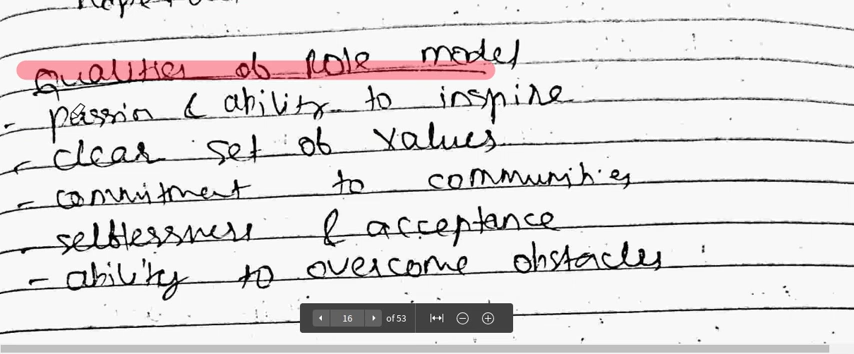 Qualities of Role model
- passion & ability to inspire
- clear set of values
- commitment to communities
- selflessness & acceptance
- ability to overcome obstacles
16 of 53